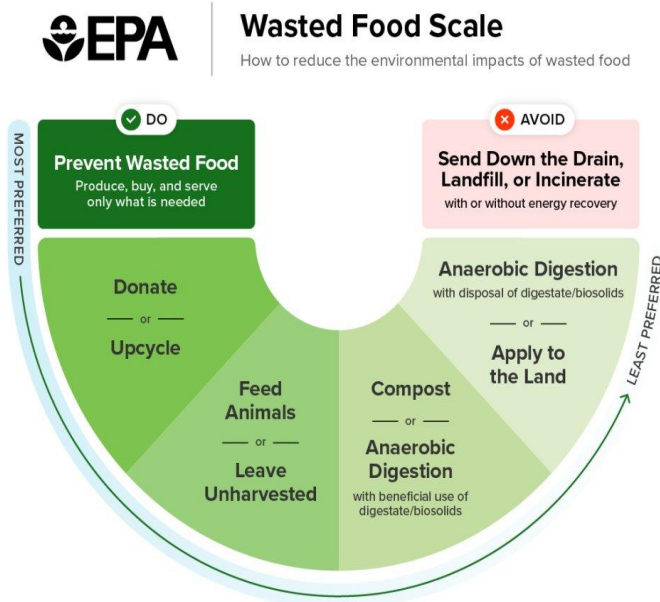 EPA
Wasted Food Scale
How to reduce the environmental impacts of wasted food
DO
AVOID
MOST PREFERRED
Prevent Wasted Food
Produce, buy, and serve
only what is needed
Send Down the Drain,
Landfill, or Incinerate
with or without energy recovery
Donate
or
Upcycle
Feed
Animals
or
Leave
Unharvested
Compost
or
Anaerobic
Digestion
with beneficial use of
digestate/biosolids
Anaerobic Digestion
with disposal of digestate/biosolids
or
Apply to
the Land
LEAST PREFERRED